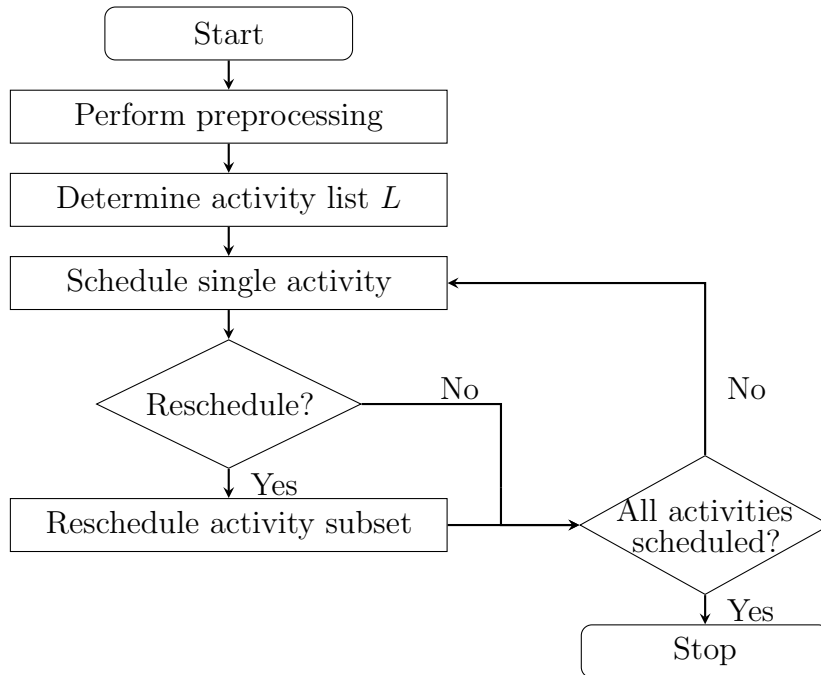 Start
Perform preprocessing
Determine activity list L
Schedule single activity
Reschedule?
No
No
Yes
Reschedule activity subset
All activities
scheduled?
Yes
Stop